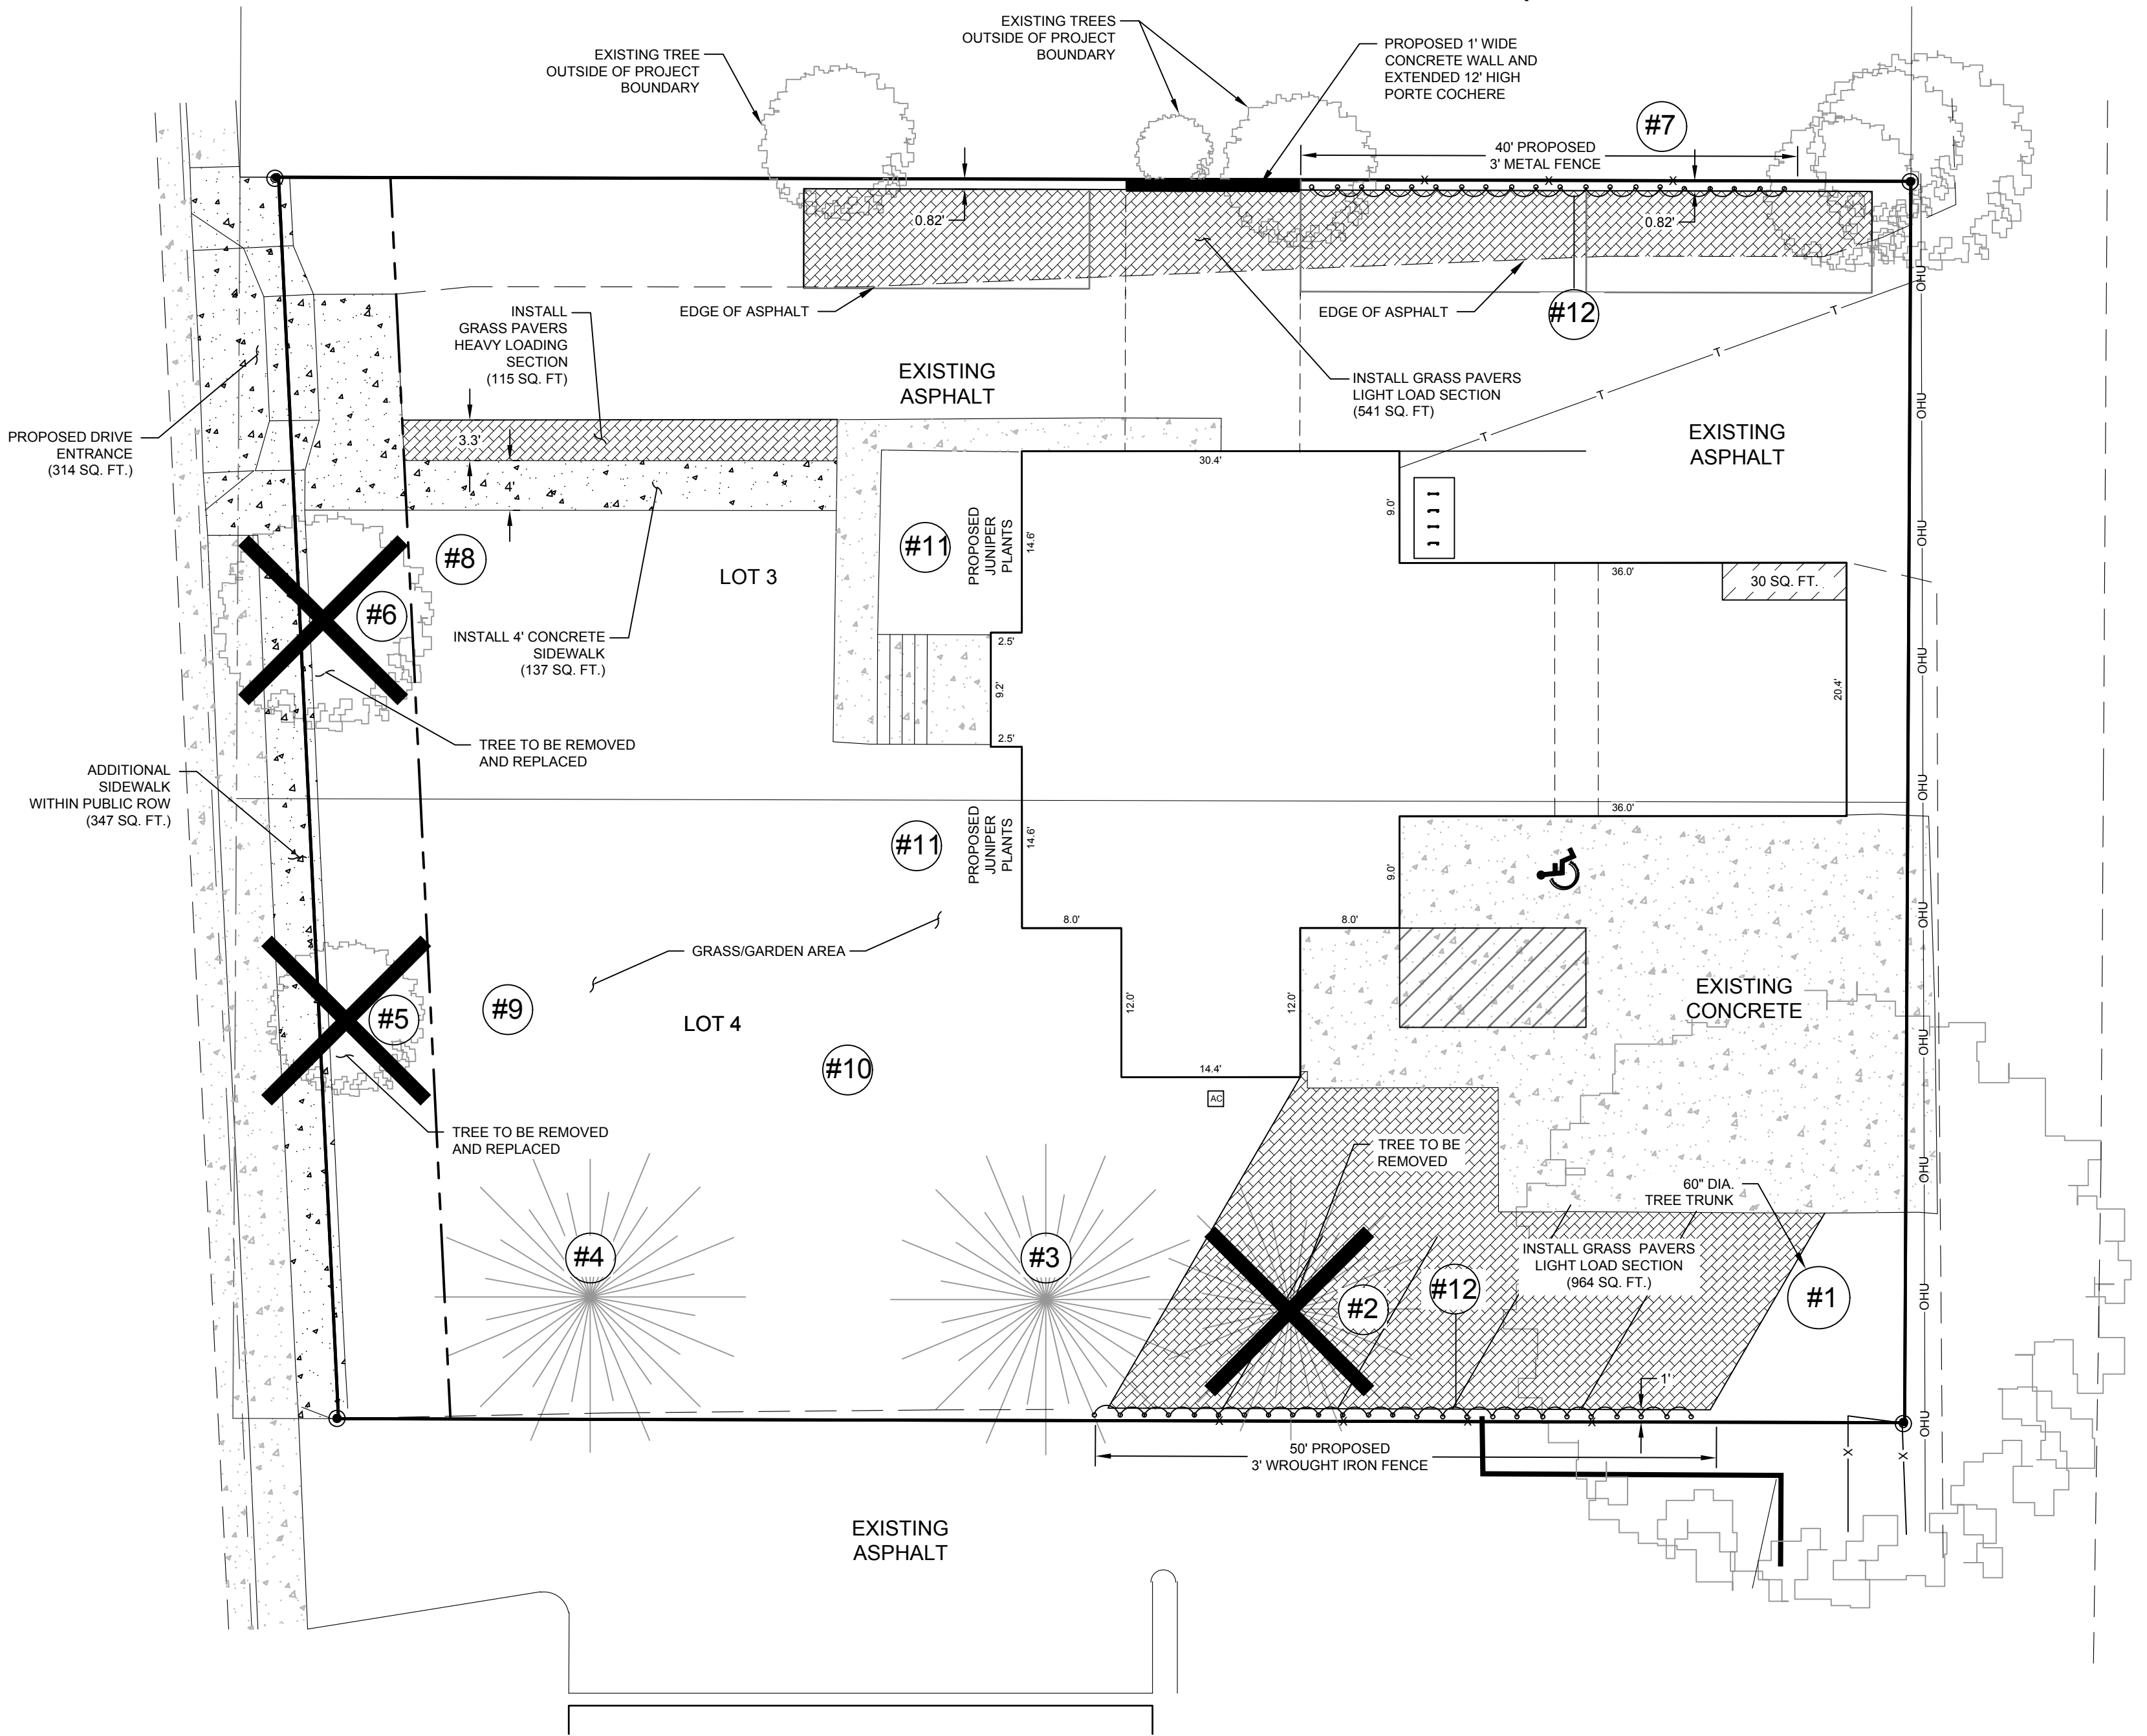 EXISTING TREES
OUTSIDE OF PROJECT
BOUNDARY
EXISTING TREE
OUTSIDE OF PROJECT
BOUNDARY
PROPOSED 1' WIDE
CONCRETE WALL AND
EXTENDED 12' HIGH
PORTE COCHERE
#7
40' PROPOSED
3' METAL FENCE
X
X
X
0.82'
0.82'
EDGE OF ASPHALT
EDGE OF ASPHALT
#12
INSTALL
GRASS PAVERS
HEAVY LOADING
SECTION
(115 SQ. FT)
EXISTING
ASPHALT
INSTALL GRASS PAVERS
LIGHT LOAD SECTION
(541 SQ. FT)
T
T
T
T
EXISTING
ASPHALT
PROPOSED DRIVE
ENTRANCE
(314 SQ. FT.)
3.3'
4'
30.4'
9.0'
#11
PROPOSED
JUNIPER
PLANTS
14.6'
#8
LOT 3
36.0'
30 SQ. FT.
#6
INSTALL 4' CONCRETE
SIDEWALK
(137 SQ. FT.)
2.5'
9.2'
20.4'
2.5'
TREE TO BE REMOVED
AND REPLACED
ADDITIONAL
SIDEWALK
WITHIN PUBLIC ROW
(347 SQ. FT.)
36.0'
#11
PROPOSED
JUNIPER
PLANTS
14.6'
9.0'
8.0'
8.0'
GRASS/GARDEN AREA
#9
#5
LOT 4
12.0'
12.0'
EXISTING
CONCRETE
#10
14.4'
AC
TREE TO BE REMOVED
AND REPLACED
TREE TO BE
REMOVED
60" DIA.
TREE TRUNK
#4
#3
#2
#12
INSTALL GRASS PAVERS
LIGHT LOAD SECTION
(964 SQ. FT.)
#1
1'
X
X
X
X
50' PROPOSED
3' WROUGHT IRON FENCE
X
X
EXISTING
ASPHALT
OHU
OHU
OHU
OHU
OHU
OHU
OHU
OHU
OHU
OHU